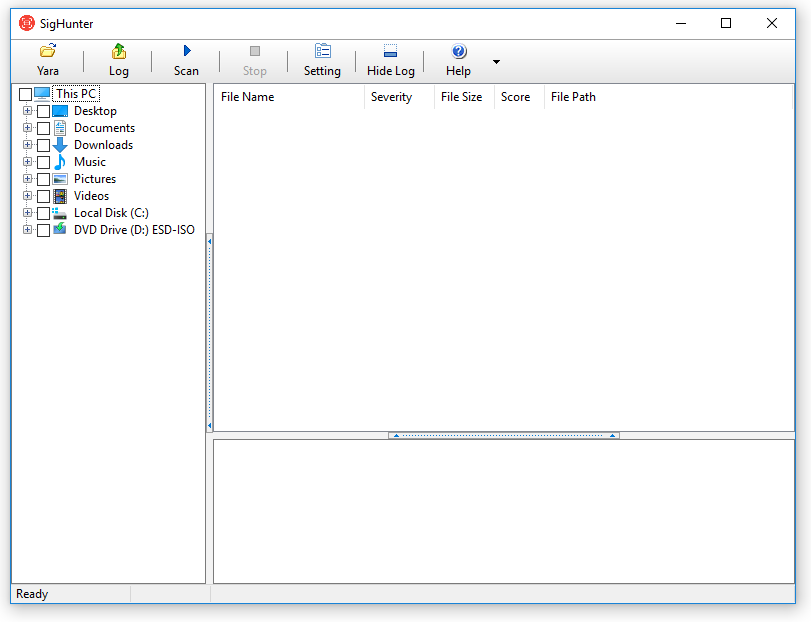 SigHunter
Yara Log Scan Stop Setting Hide Log Help
This PC
Desktop
Documents
Downloads
Music
Pictures
Videos
Local Disk (C:)
DVD Drive (D:) ESD-ISO
File Name Severity File Size Score File Path
Ready